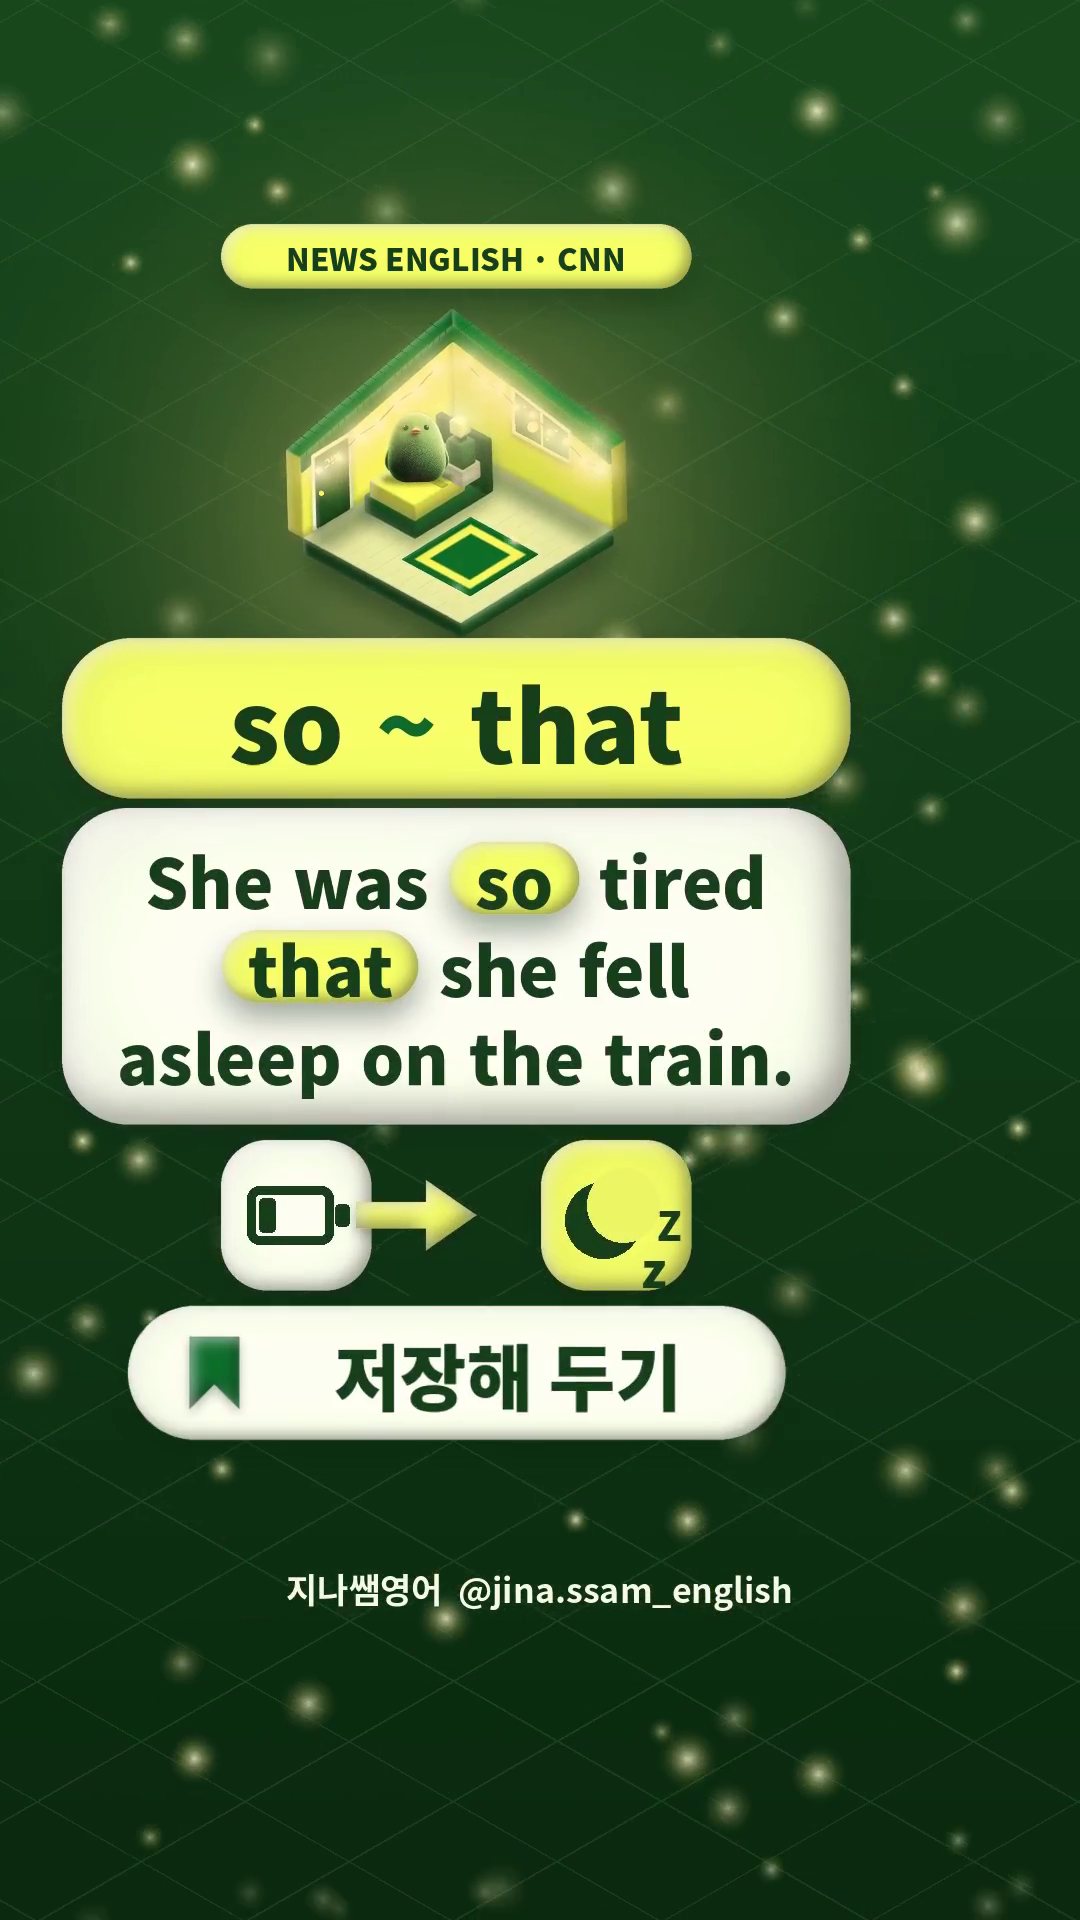 NEWS ENGLISH · CNN
so ~ that
She was so tired
that she fell
asleep on the train.
z
z
저장해 두기
지나쌤영어 @jina.ssam_english